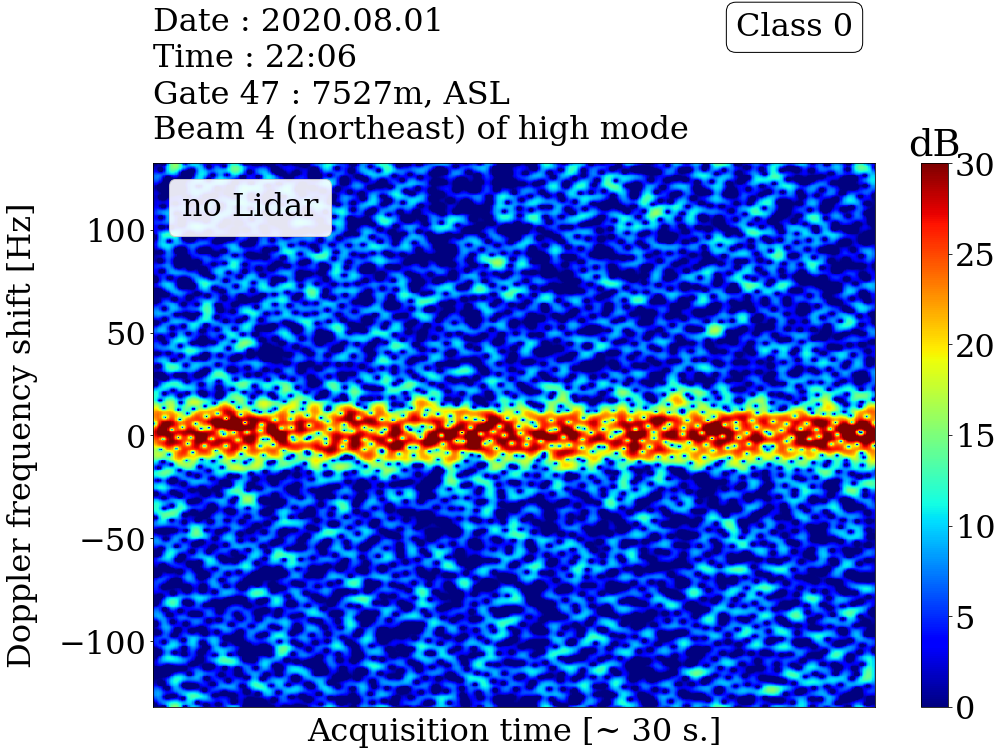 Date : 2020.08.01
Time : 22:06
Gate 47 : 7527m, ASL
Beam 4 (northeast) of high mode
Class 0
dB
no Lidar
Doppler frequency shift [Hz]
100
50
0
−50
−100
Acquisition time [~ 30 s.]
30
25
20
15
10
5
0